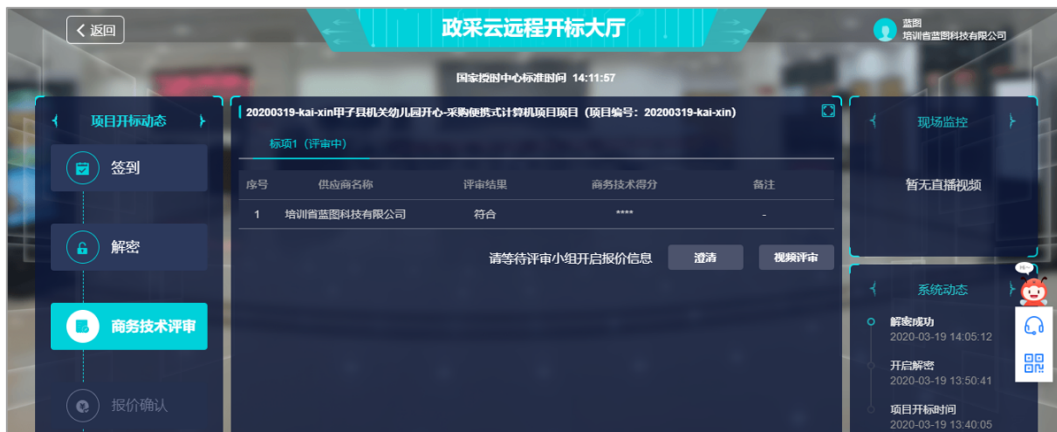 返回
政采云远程开标大厅
蓝图
培训省蓝图科技有限公司
国家授时中心标准时间 14:11:57
项目开标动态
签到
解密
商务技术评审
报价确认
20200319-kai-xin甲子县机关幼儿园开心-采购便携式计算机项目项目（项目编号：20200319-kai-xin）
标项1（评审中）
序号 供应商名称 评审结果 商务技术得分 备注
1 培训省蓝图科技有限公司 符合 **** -
请等待评审小组开启报价信息 澄清 视频评审
现场监控
暂无直播视频
系统动态
解密成功
2020-03-19 14:05:12
开启解密
2020-03-19 13:50:41
项目开标时间
2020-03-19 13:40:05